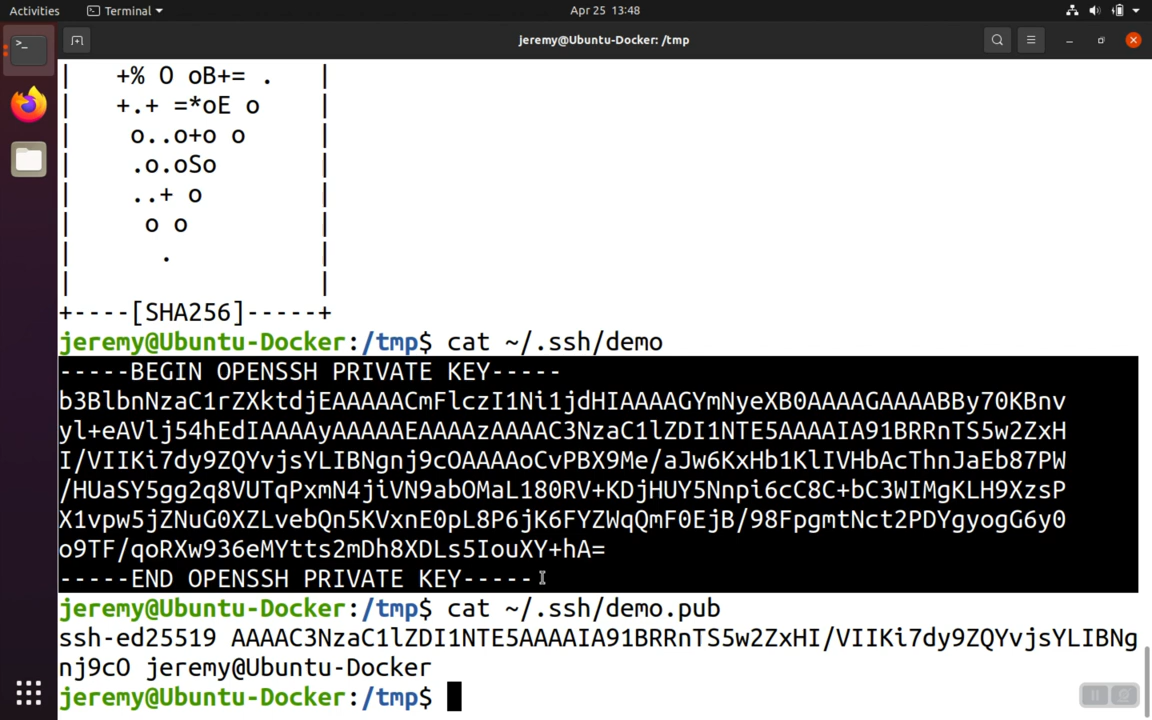 Activities
Terminal
Apr 25 13:48
jeremy@Ubuntu-Docker: /tmp
|    +% O oB+= .    |
|    +.+ =*oE o     |
|     o..o+o o      |
|     .o.oSo        |
|     ..+ o         |
|      o o          |
|       .           |
|                   |
+----[SHA256]-----+
jeremy@Ubuntu-Docker:/tmp$ cat ~/.ssh/demo
-----BEGIN OPENSSH PRIVATE KEY-----
b3BlbnNzaC1rZXktdjEAAAAACmFlczI1Ni1jdHIAAAAGYmNyeXB0AAAAGAAAABBy70KBnv
yl+eAVlj54hEdIAAAAyAAAAAEAAAAzAAAAC3NzaC1lZDI1NTE5AAAAIA91BRRnTS5w2ZxH
I/VIIKi7dy9ZQYvjsYLIBNgnj9cOAAAAoCvPBX9Me/aJw6KxHb1KlIVHbAcThnJaEb87PW
/HUaSY5gg2q8VUTqPxmN4jiVN9abOMaL180RV+KDjHUY5Nnpi6cC8C+bC3WIMgKLH9XzsP
X1vpw5jZNuG0XZLvebQn5KVxnE0pL8P6jK6FYZWqQmF0EjB/98FpgmtNct2PDYgyogG6y0
o9TF/qoRXw936eMYtts2mDh8XDLs5IouXY+hA=
-----END OPENSSH PRIVATE KEY-----
jeremy@Ubuntu-Docker:/tmp$ cat ~/.ssh/demo.pub
ssh-ed25519 AAAAC3NzaC1lZDI1NTE5AAAAIA91BRRnTS5w2ZxHI/VIIKi7dy9ZQYvjsYLIBNg
nj9cO jeremy@Ubuntu-Docker
jeremy@Ubuntu-Docker:/tmp$